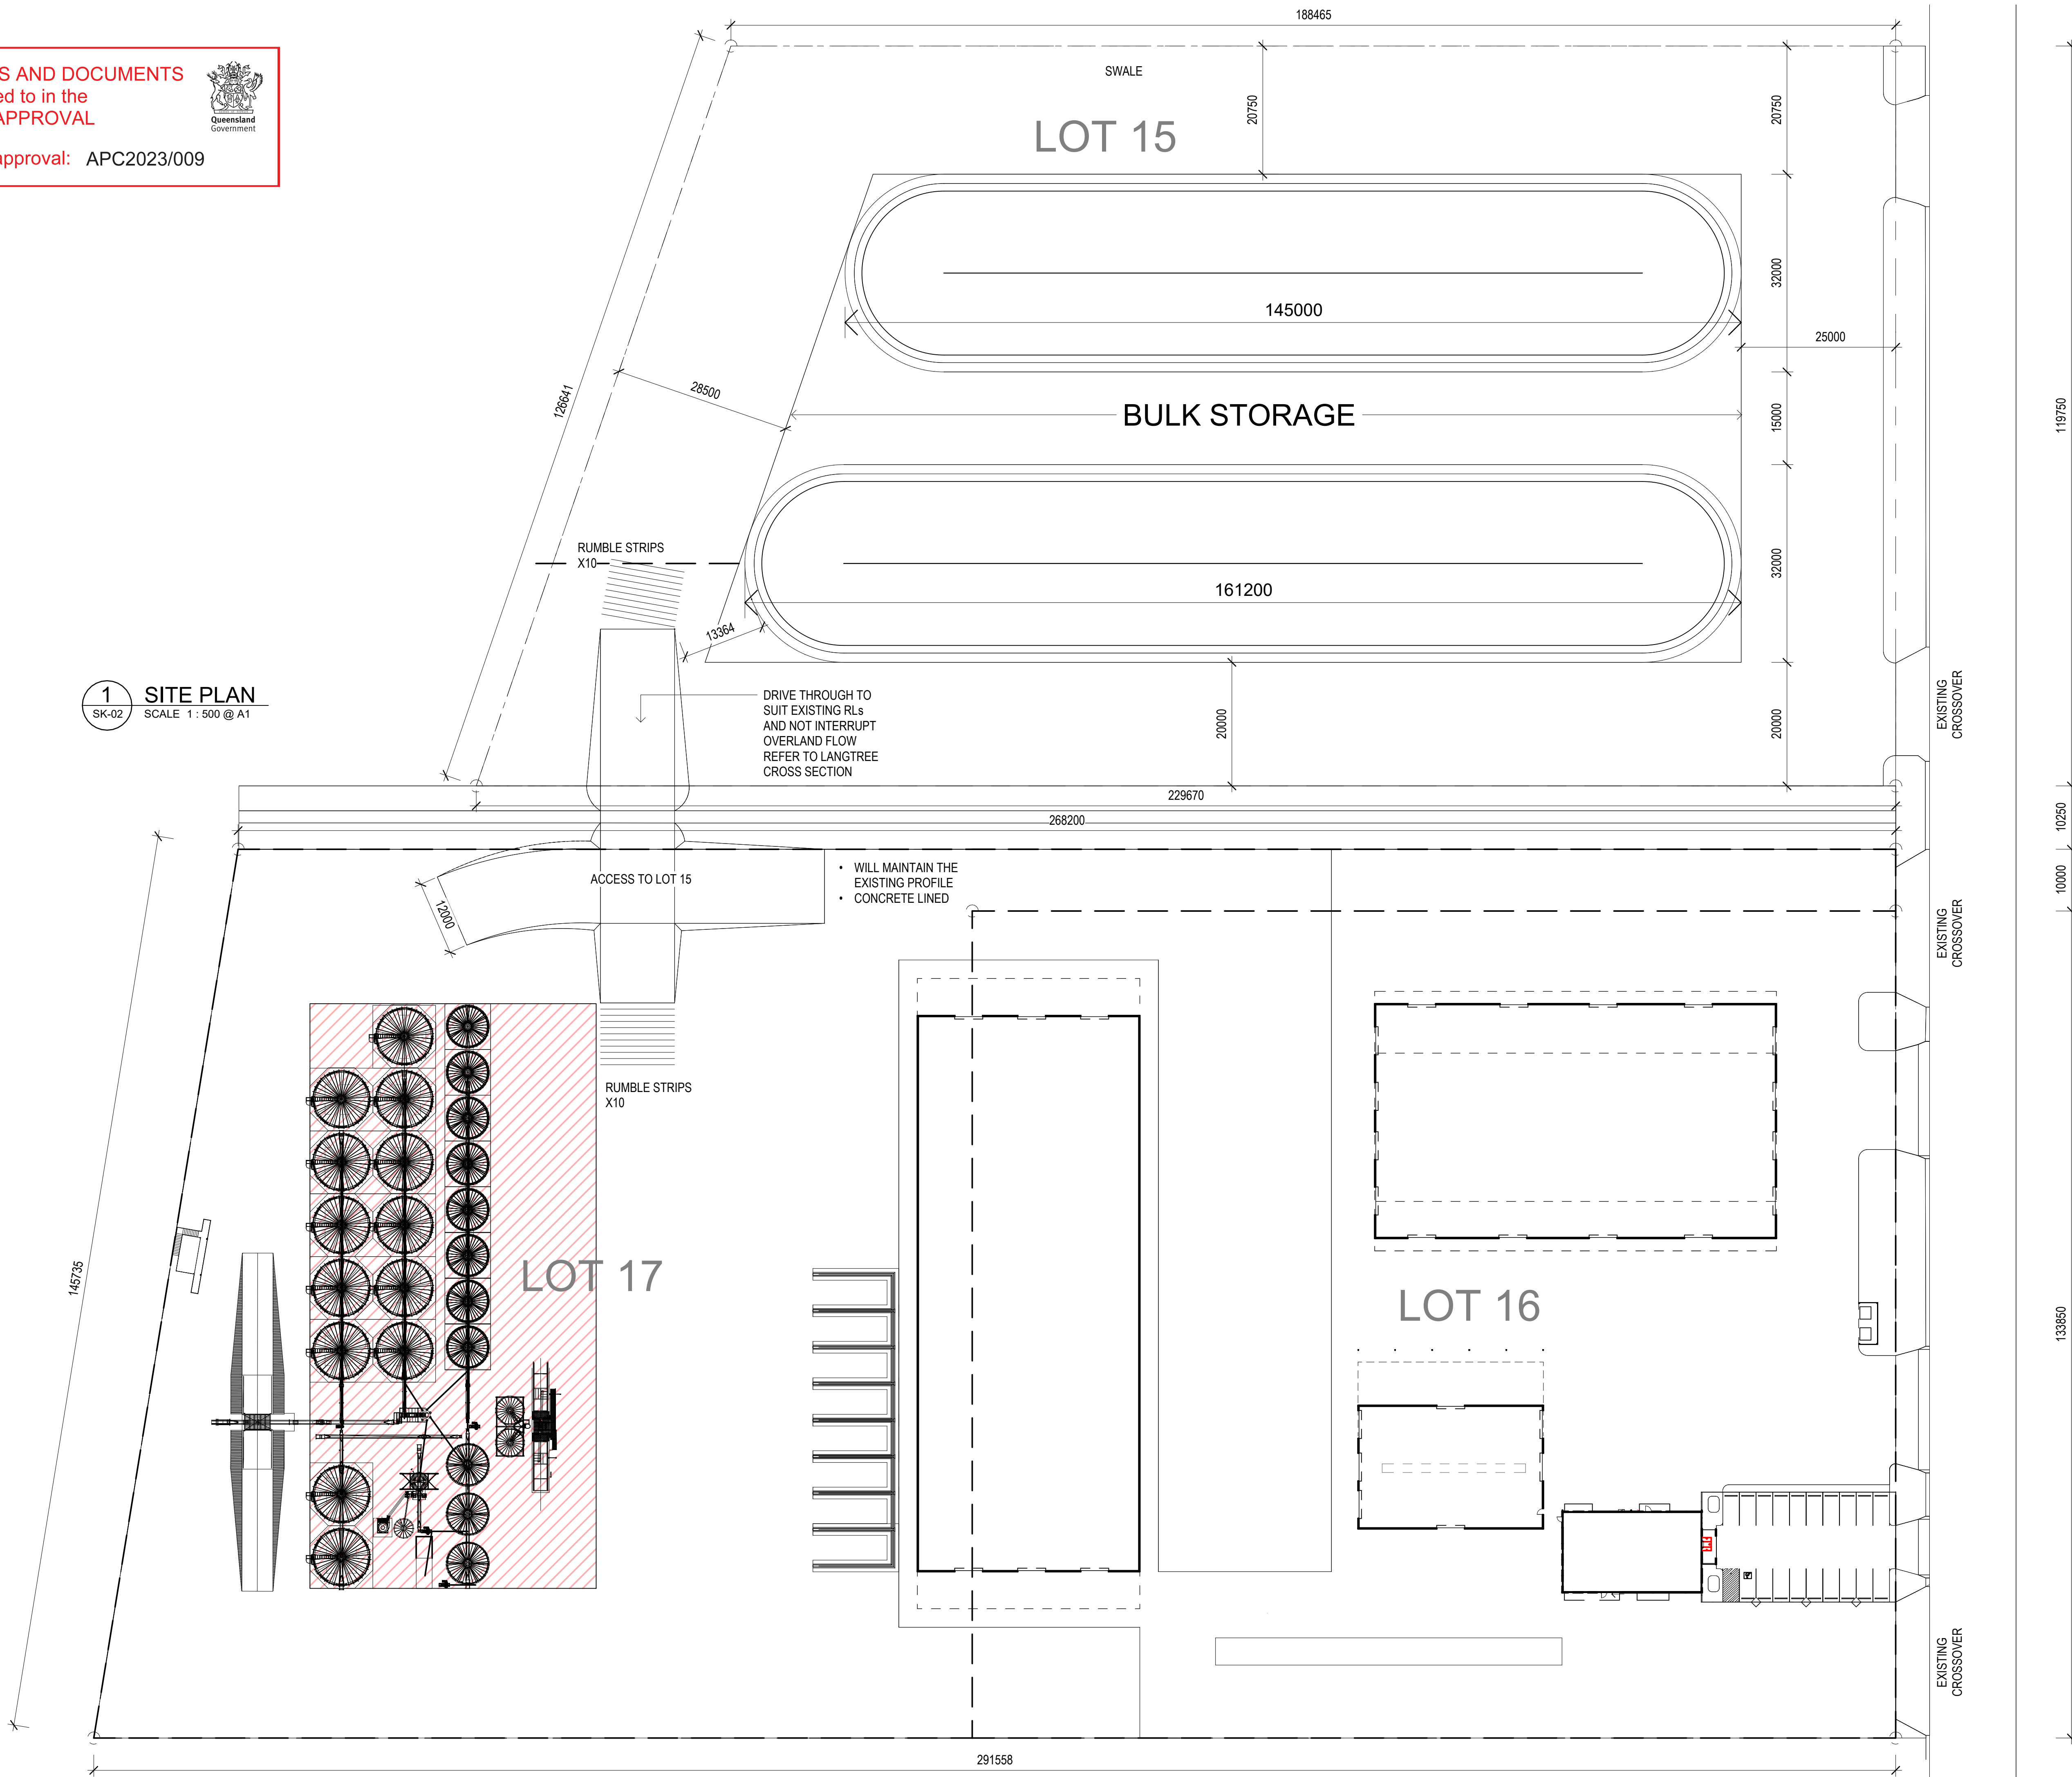 188465
S AND DOCUMENTS
ed to in the
APPROVAL
approval: APC2023/009
Queensland
Government
SWALE
LOT 15
20750
20750
119750
32000
145000
25000
126641
28500
BULK STORAGE
15000
RUMBLE STRIPS
X10
32000
161200
13364
1
SK-02
SITE PLAN
SCALE 1 : 500 @ A1
DRIVE THROUGH TO
SUIT EXISTING RLs
AND NOT INTERRUPT
OVERLAND FLOW
REFER TO LANGTREE
CROSS SECTION
20000
20000
EXISTING
CROSSOVER
229670
268200
10250
ACCESS TO LOT 15
• WILL MAINTAIN THE
EXISTING PROFILE
• CONCRETE LINED
12000
10000
EXISTING
CROSSOVER
RUMBLE STRIPS
X10
145735
LOT 17
LOT 16
133850
EXISTING
CROSSOVER
291558